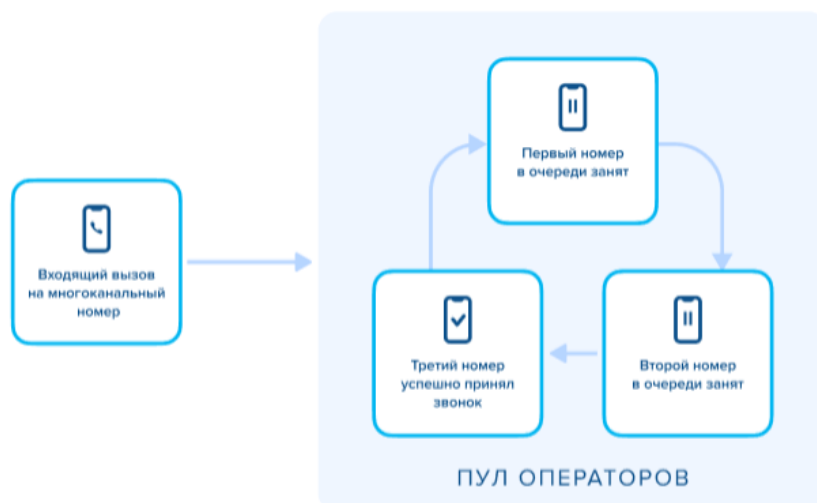 Входящий вызов
на многоканальный
номер
Первый номер
в очереди занят
Второй номер
в очереди занят
Третий номер
успешно принял
звонок
ПУЛ ОПЕРАТОРОВ